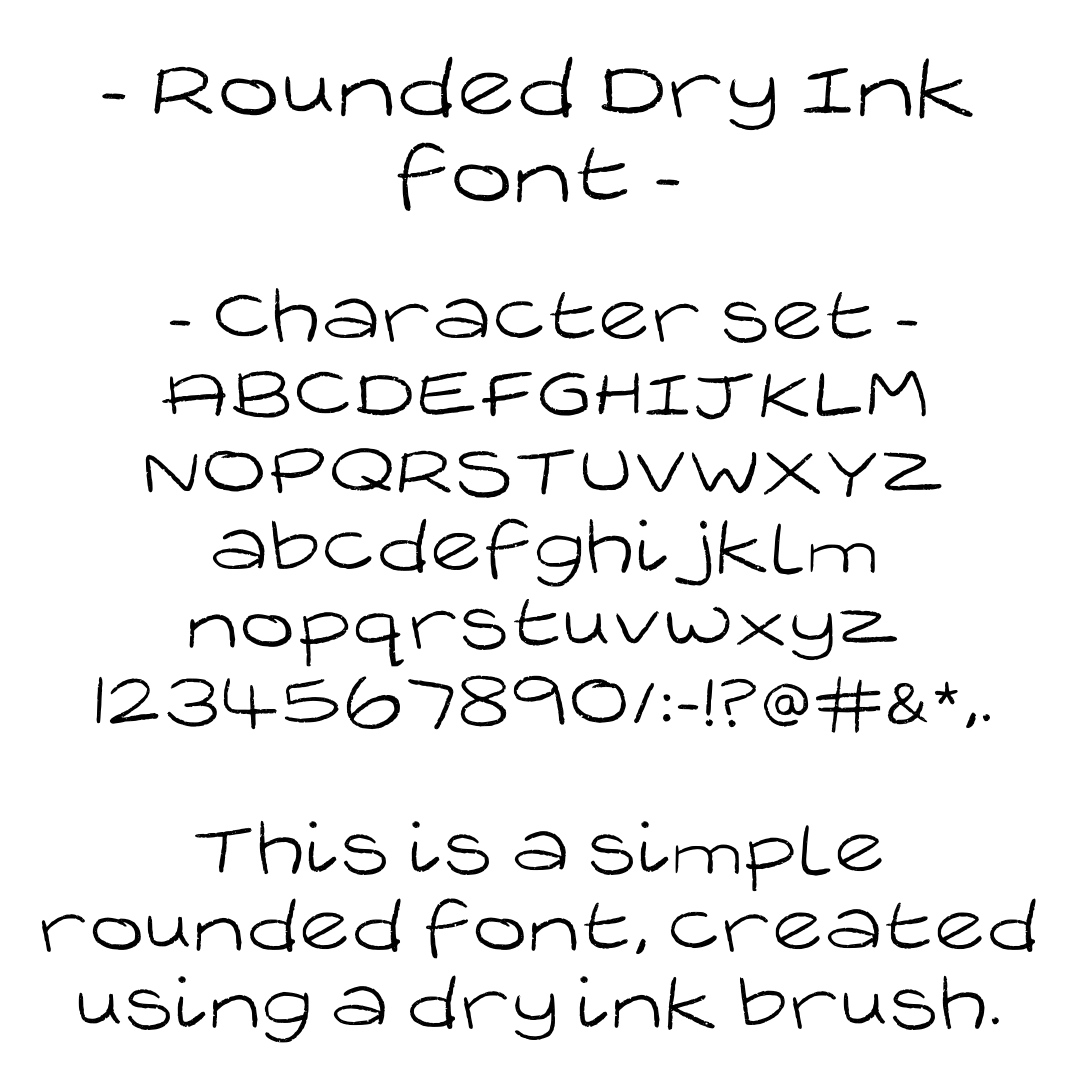 - Rounded Dry Ink
font -
- Character set -
ABCDEFGHIJKLM
NOPQRSTUVWXYZ
abcdefghijklm
nopqrstuvwxyz
1234567890/:-!?@#&*,.
This is a simple
rounded font, created
using a dry ink brush.